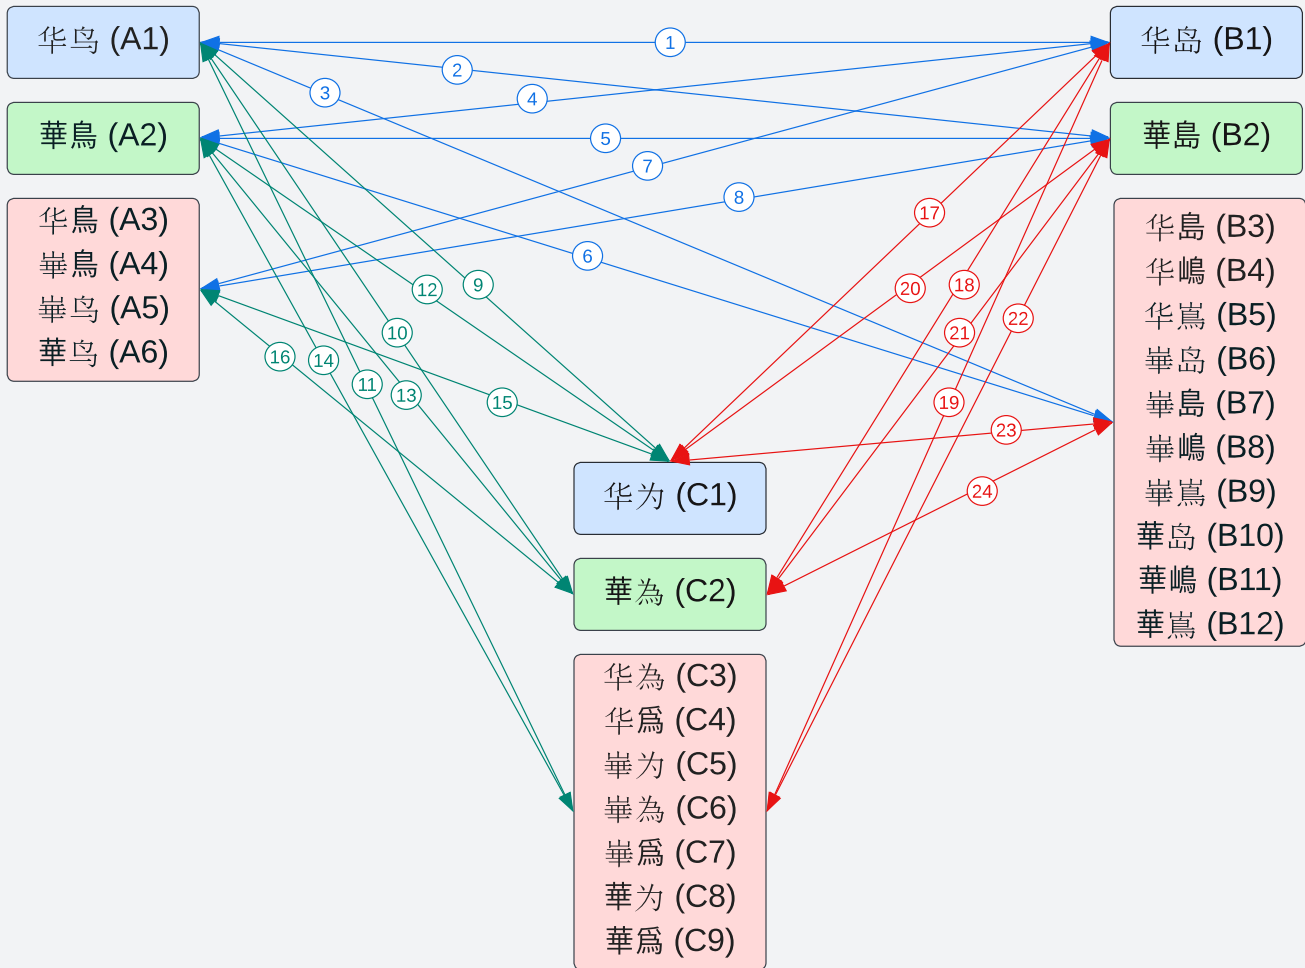 华鸟 (A1)
華鳥 (A2)
华鳥 (A3)
崋鳥 (A4)
崋鸟 (A5)
華鸟 (A6)
华岛 (B1)
華島 (B2)
华島 (B3)
华嶋 (B4)
华嶌 (B5)
崋岛 (B6)
崋島 (B7)
崋嶋 (B8)
崋嶌 (B9)
華岛 (B10)
華嶋 (B11)
華嶌 (B12)
华为 (C1)
華為 (C2)
华為 (C3)
华爲 (C4)
崋为 (C5)
崋為 (C6)
崋爲 (C7)
華为 (C8)
華爲 (C9)
1
2
3
4
5
7
8
17
6
12
9
20
18
10
21
22
16
14
11
13
15
19
23
24